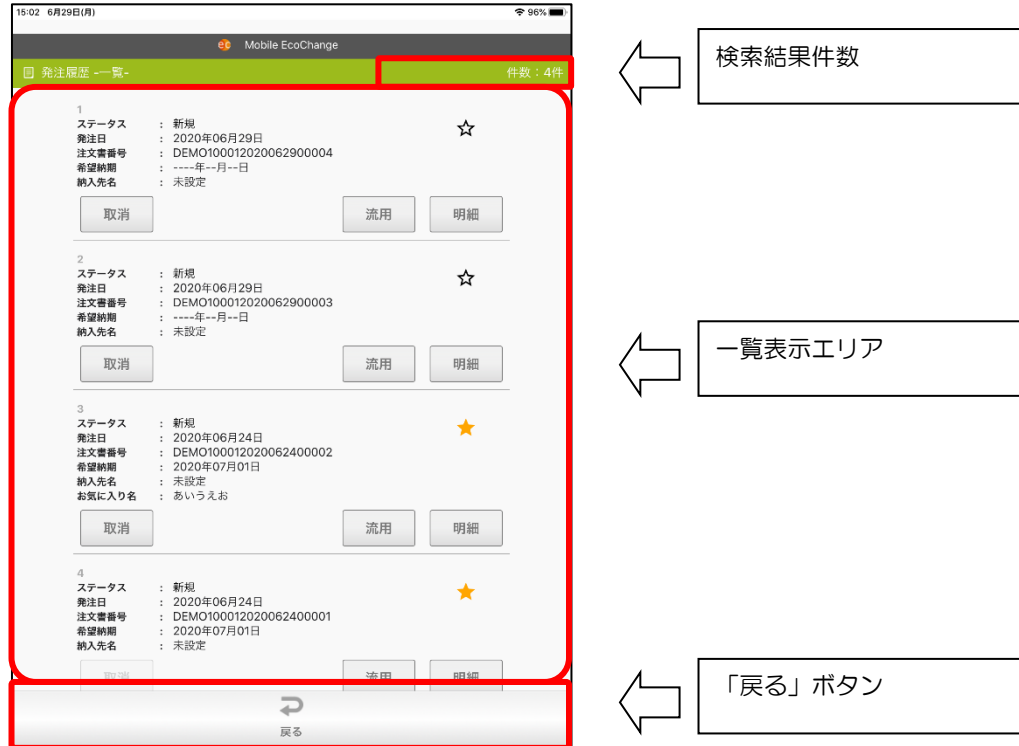 15:02 6月29日(月)
96%
ec Mobile EcoChange
発注履歴 -一覧-
件数：4件
検索結果件数
1
ステータス ： 新規
発注日 ： 2020年06月29日
注文書番号 ： DEMO100012020062900004
希望納期 ： ----年--月--日
納入先名 ： 未設定
取消 流用 明細
2
ステータス ： 新規
発注日 ： 2020年06月29日
注文書番号 ： DEMO100012020062900003
希望納期 ： ----年--月--日
納入先名 ： 未設定
取消 流用 明細
一覧表示エリア
3
ステータス ： 新規
発注日 ： 2020年06月24日
注文書番号 ： DEMO100012020062400002
希望納期 ： 2020年07月01日
納入先名 ： 未設定
お気に入り名 ： あいうえお
取消 流用 明細
4
ステータス ： 新規
発注日 ： 2020年06月24日
注文書番号 ： DEMO100012020062400001
希望納期 ： 2020年07月01日
納入先名 ： 未設定
取消 流用 明細
「戻る」ボタン
戻る